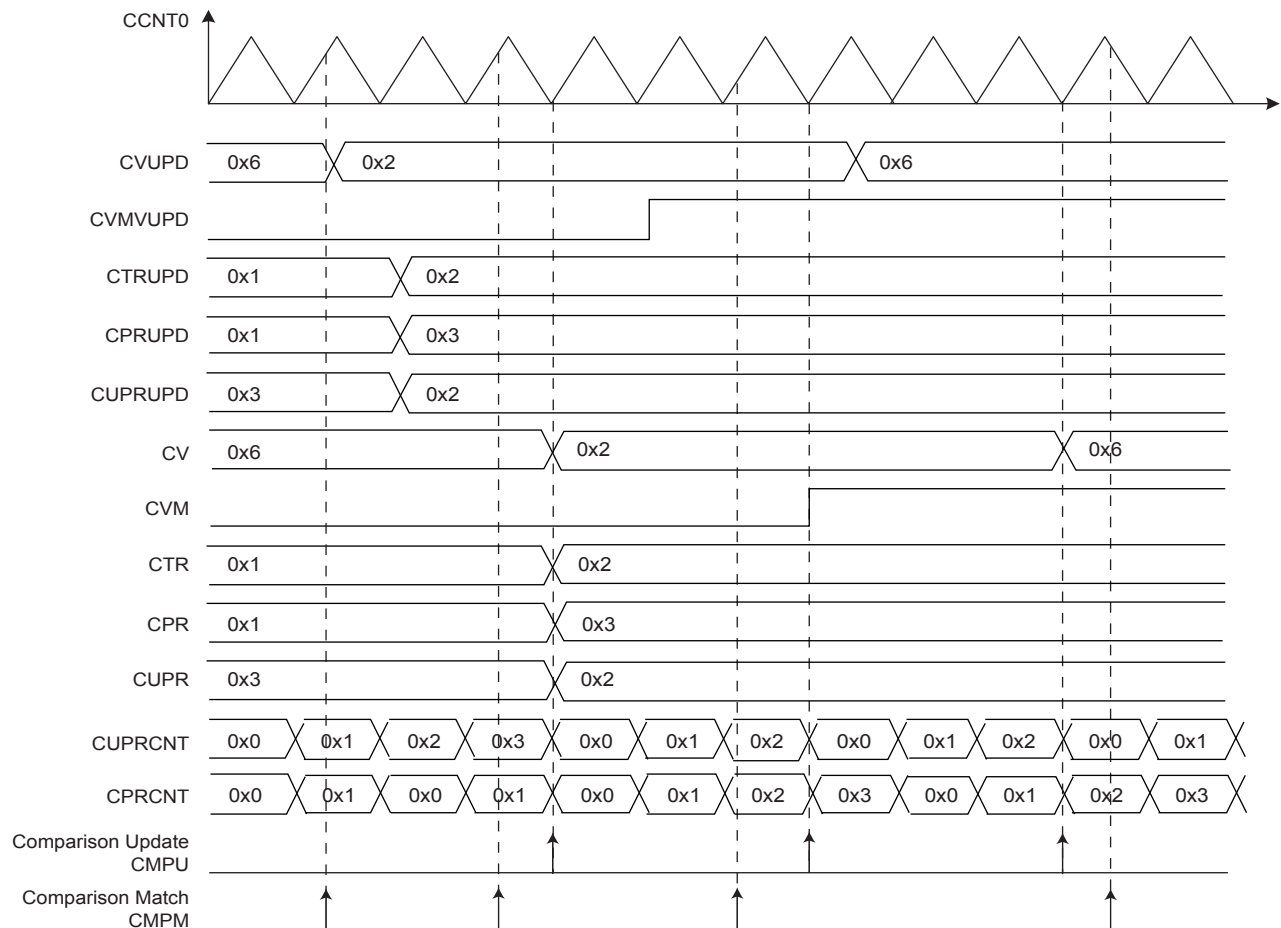 CCNT0
CVUPD 0x6 0x2 0x6
CVMVUPD
CTRUPD 0x1 0x2
CPRUPD 0x1 0x3
CUPRUPD 0x3 0x2
CV 0x6 0x2 0x6
CVM
CTR 0x1 0x2
CPR 0x1 0x3
CUPR 0x3 0x2
CUPRCNT 0x0 0x1 0x2 0x3 0x0 0x1 0x2 0x0 0x1 0x2 0x0 0x1
CPRCNT 0x0 0x1 0x0 0x1 0x0 0x1 0x2 0x3 0x0 0x1 0x2 0x3
Comparison Update
CMPU
Comparison Match
CMPM